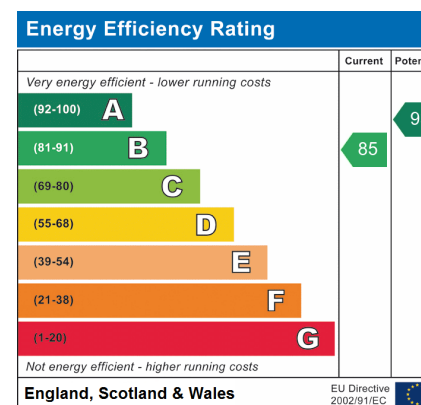 Energy Efficiency Rating
Current
Very energy efficient - lower running costs
(92-100) A
(81-91) B
85
(69-80) C
(55-68) D
(39-54) E
(21-38) F
(1-20) G
Not energy efficient - higher running costs
England, Scotland & Wales
EU Directive
2002/91/EC